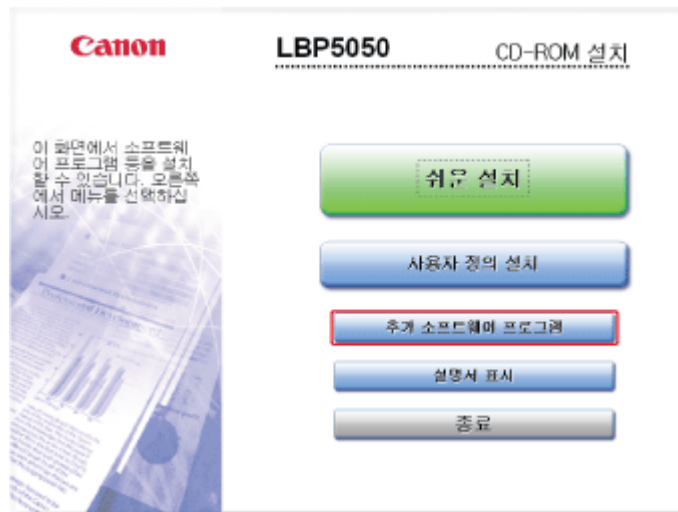 Canon
LBP5050
CD-ROM 설치
이 화면에서 소프트웨
어 프로그램 등을 설치
할 수 있습니다. 오른쪽
에서 메뉴를 선택하십
시오.
쉬운 설치
사용자 정의 설치
추가 소프트웨어 프로그램
설명서 표시
종료